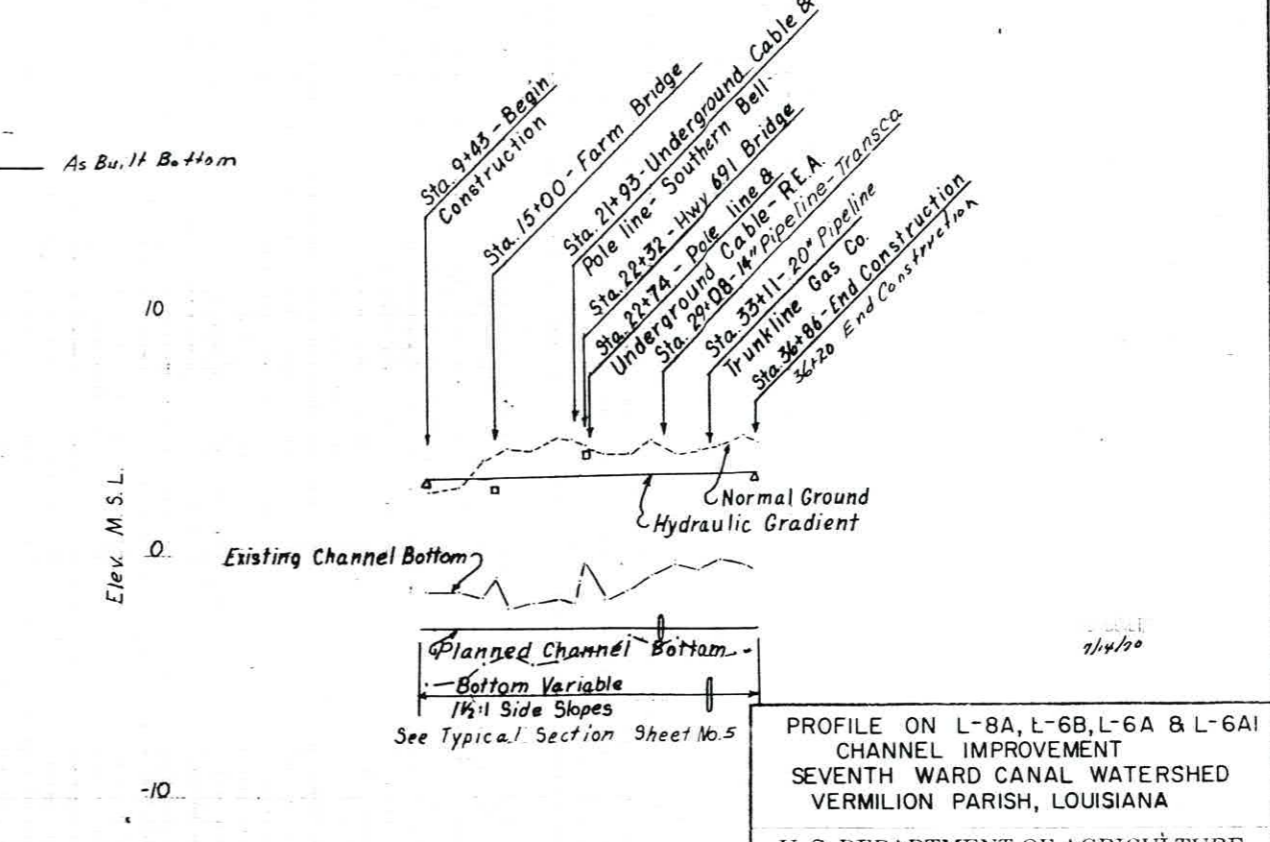 As Built Bottom
Sta. 9+43 - Begin
Construction
Sta. 15+00 - Farm Bridge
Sta. 21+93 - Underground Cable &
Pole line - Southern Bell
Sta. 22+32 - Hwy 691 Bridge
Sta. 22+74 - Pole line &
Underground Cable - R.E.A.
Sta. 29+08 - 14" Pipeline - Transco
Sta. 33+11 - 20" Pipeline
Trunkline Gas Co.
Sta. 36+86 - End Construction
36+20 End Construction
10
Elev. M.S.L.
0
-10
Normal Ground
Hydraulic Gradient
Existing Channel Bottom
Planned Channel Bottom
Bottom Variable
1½:1 Side Slopes
See Typical Section Sheet No. 5
7/14/70
PROFILE ON L-8A, L-6B, L-6A & L-6A1
CHANNEL IMPROVEMENT
SEVENTH WARD CANAL WATERSHED
VERMILION PARISH, LOUISIANA
U. S. DEPARTMENT OF AGRICULTURE